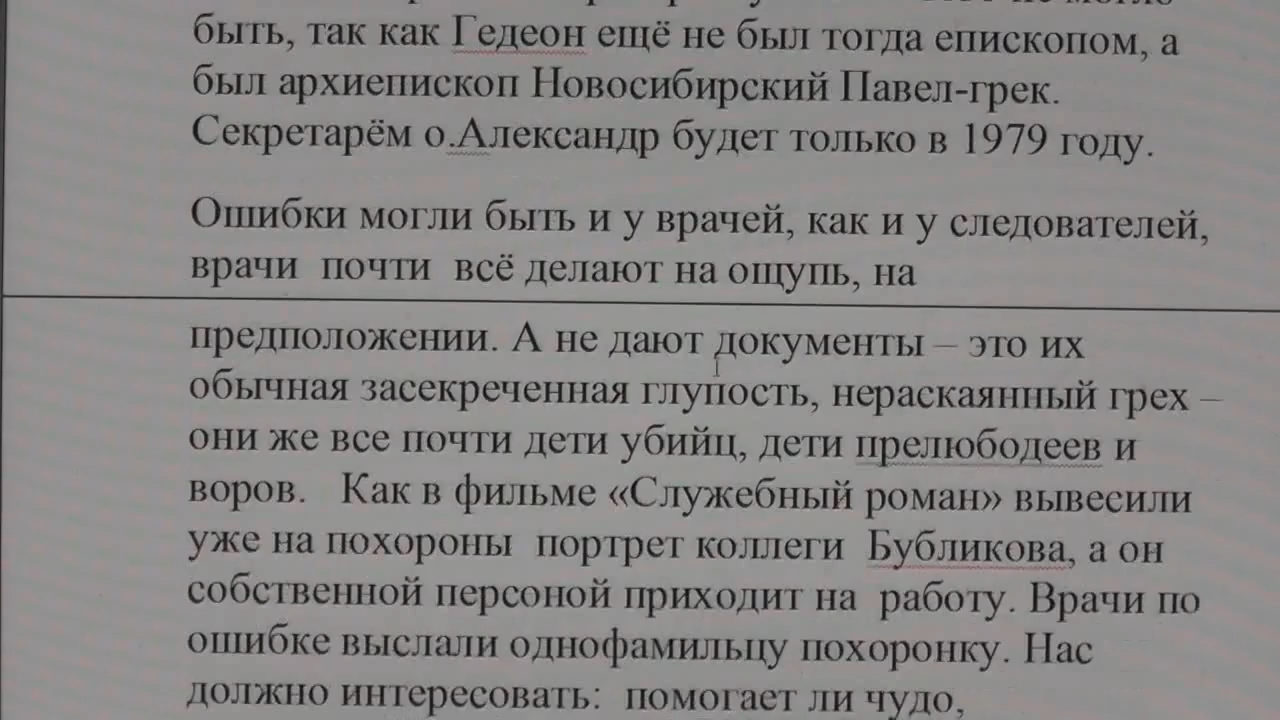 быть, так как Гедеон ещё не был тогда епископом, а
был архиепископ Новосибирский Павел-грек.
Секретарём о.Александр будет только в 1979 году.
Ошибки могли быть и у врачей, как и у следователей,
врачи почти всё делают на ощупь, на
предположении. А не дают документы – это их
обычная засекреченная глупость, нераскаянный грех –
они же все почти дети убийц, дети прелюбодеев и
воров. Как в фильме «Служебный роман» вывесили
уже на похороны портрет коллеги Бубликова, а он
собственной персоной приходит на работу. Врачи по
ошибке выслали однофамильцу похоронку. Нас
должно интересовать: помогает ли чудо,